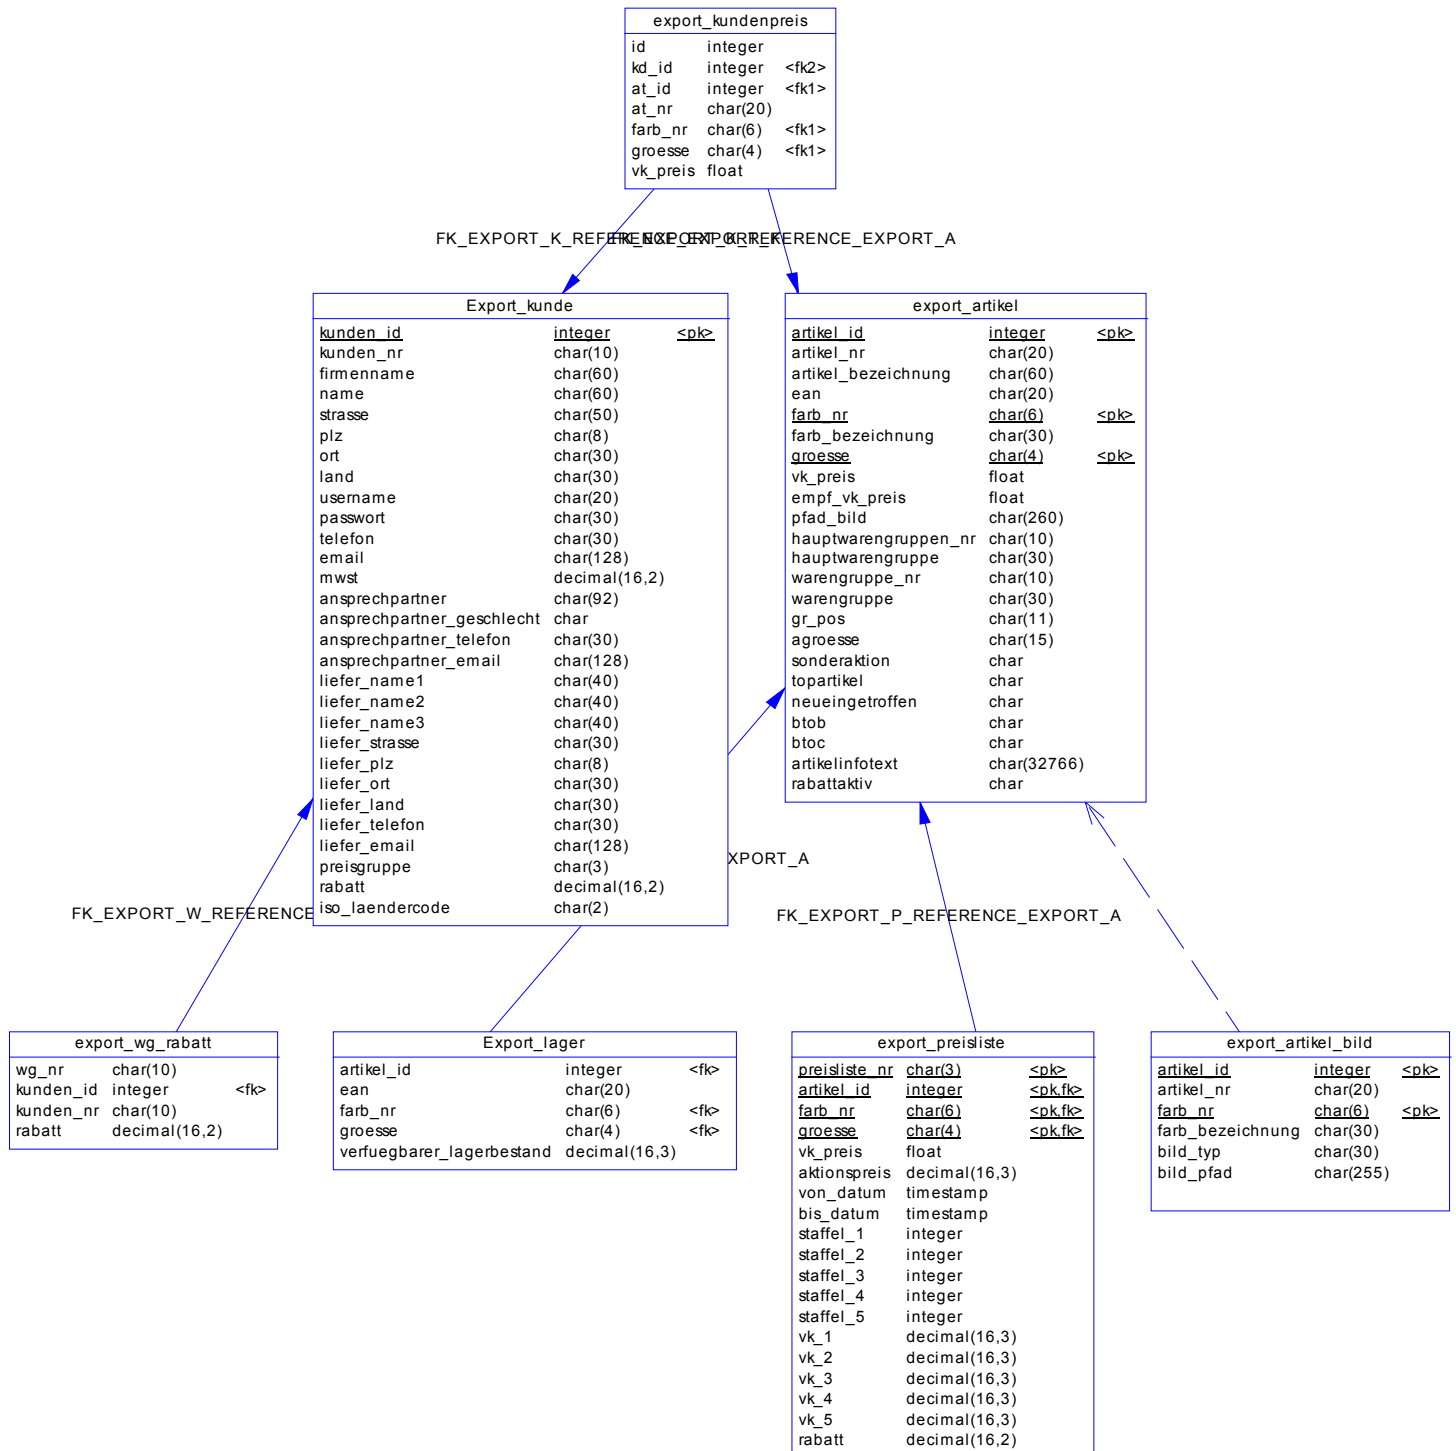 export_kundenpreis
id integer
kd_id integer <fk2>
at_id integer <fk1>
at_nr char(20)
farb_nr char(6) <fk1>
groesse char(4) <fk1>
vk_preis float
FK_EXPORT_K_REFERENCE_EXPORT_K
FK_EXPORT_K_REFERENCE_EXPORT_A
Export_kunde
kunden_id integer <pk>
kunden_nr char(10)
firmenname char(60)
name char(60)
strasse char(50)
plz char(8)
ort char(30)
land char(30)
username char(20)
passwort char(30)
telefon char(30)
email char(128)
mwst decimal(16,2)
ansprechpartner char(92)
ansprechpartner_geschlecht char
ansprechpartner_telefon char(30)
ansprechpartner_email char(128)
liefer_name1 char(40)
liefer_name2 char(40)
liefer_name3 char(40)
liefer_strasse char(30)
liefer_plz char(8)
liefer_ort char(30)
liefer_land char(30)
liefer_telefon char(30)
liefer_email char(128)
preisgruppe char(3)
rabatt decimal(16,2)
iso_laendercode char(2)
export_artikel
artikel_id integer <pk>
artikel_nr char(20)
artikel_bezeichnung char(60)
ean char(20)
farb_nr char(6) <pk>
farb_bezeichnung char(30)
groesse char(4) <pk>
vk_preis float
empf_vk_preis float
pfad_bild char(260)
hauptwarengruppen_nr char(10)
hauptwarengruppe char(30)
warengruppe_nr char(10)
warengruppe char(30)
gr_pos char(11)
agroesse char(15)
sonderaktion char
topartikel char
neueingetroffen char
btob char
btoc char
artikelinfotext char(32766)
rabattaktiv char
XPORT_A
FK_EXPORT_W_REFERENCE
FK_EXPORT_P_REFERENCE_EXPORT_A
export_wg_rabatt
wg_nr char(10)
kunden_id integer <fk>
kunden_nr char(10)
rabatt decimal(16,2)
Export_lager
artikel_id integer <fk>
ean char(20)
farb_nr char(6) <fk>
groesse char(4) <fk>
verfuegbarer_lagerbestand decimal(16,3)
export_preisliste
preisliste_nr char(3) <pk>
artikel_id integer <pk,fk>
farb_nr char(6) <pk,fk>
groesse char(4) <pk,fk>
vk_preis float
aktionspreis decimal(16,3)
von_datum timestamp
bis_datum timestamp
staffel_1 integer
staffel_2 integer
staffel_3 integer
staffel_4 integer
staffel_5 integer
vk_1 decimal(16,3)
vk_2 decimal(16,3)
vk_3 decimal(16,3)
vk_4 decimal(16,3)
vk_5 decimal(16,3)
rabatt decimal(16,2)
export_artikel_bild
artikel_id integer <pk>
artikel_nr char(20)
farb_nr char(6) <pk>
farb_bezeichnung char(30)
bild_typ char(30)
bild_pfad char(255)